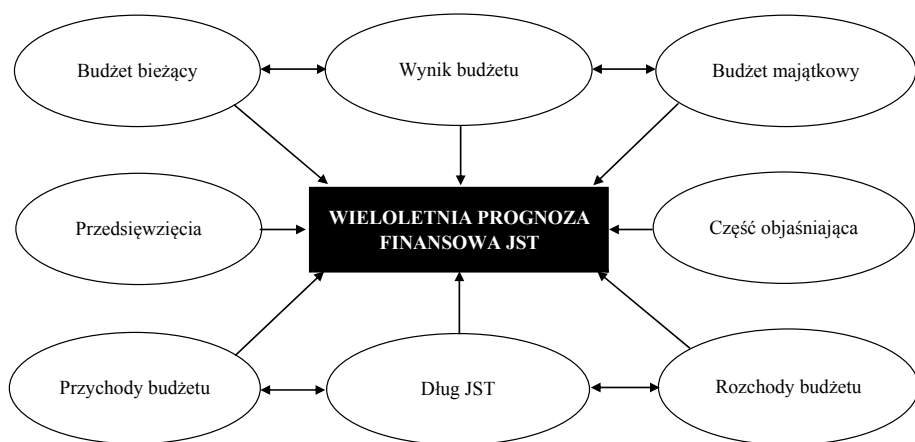 Budżet bieżący
Wynik budżetu
Budżet majątkowy
Przedsięwzięcia
WIELOLETNIA PROGNOZA
FINANSOWA JST
Część objaśniająca
Przychody budżetu
Dług JST
Rozchody budżetu